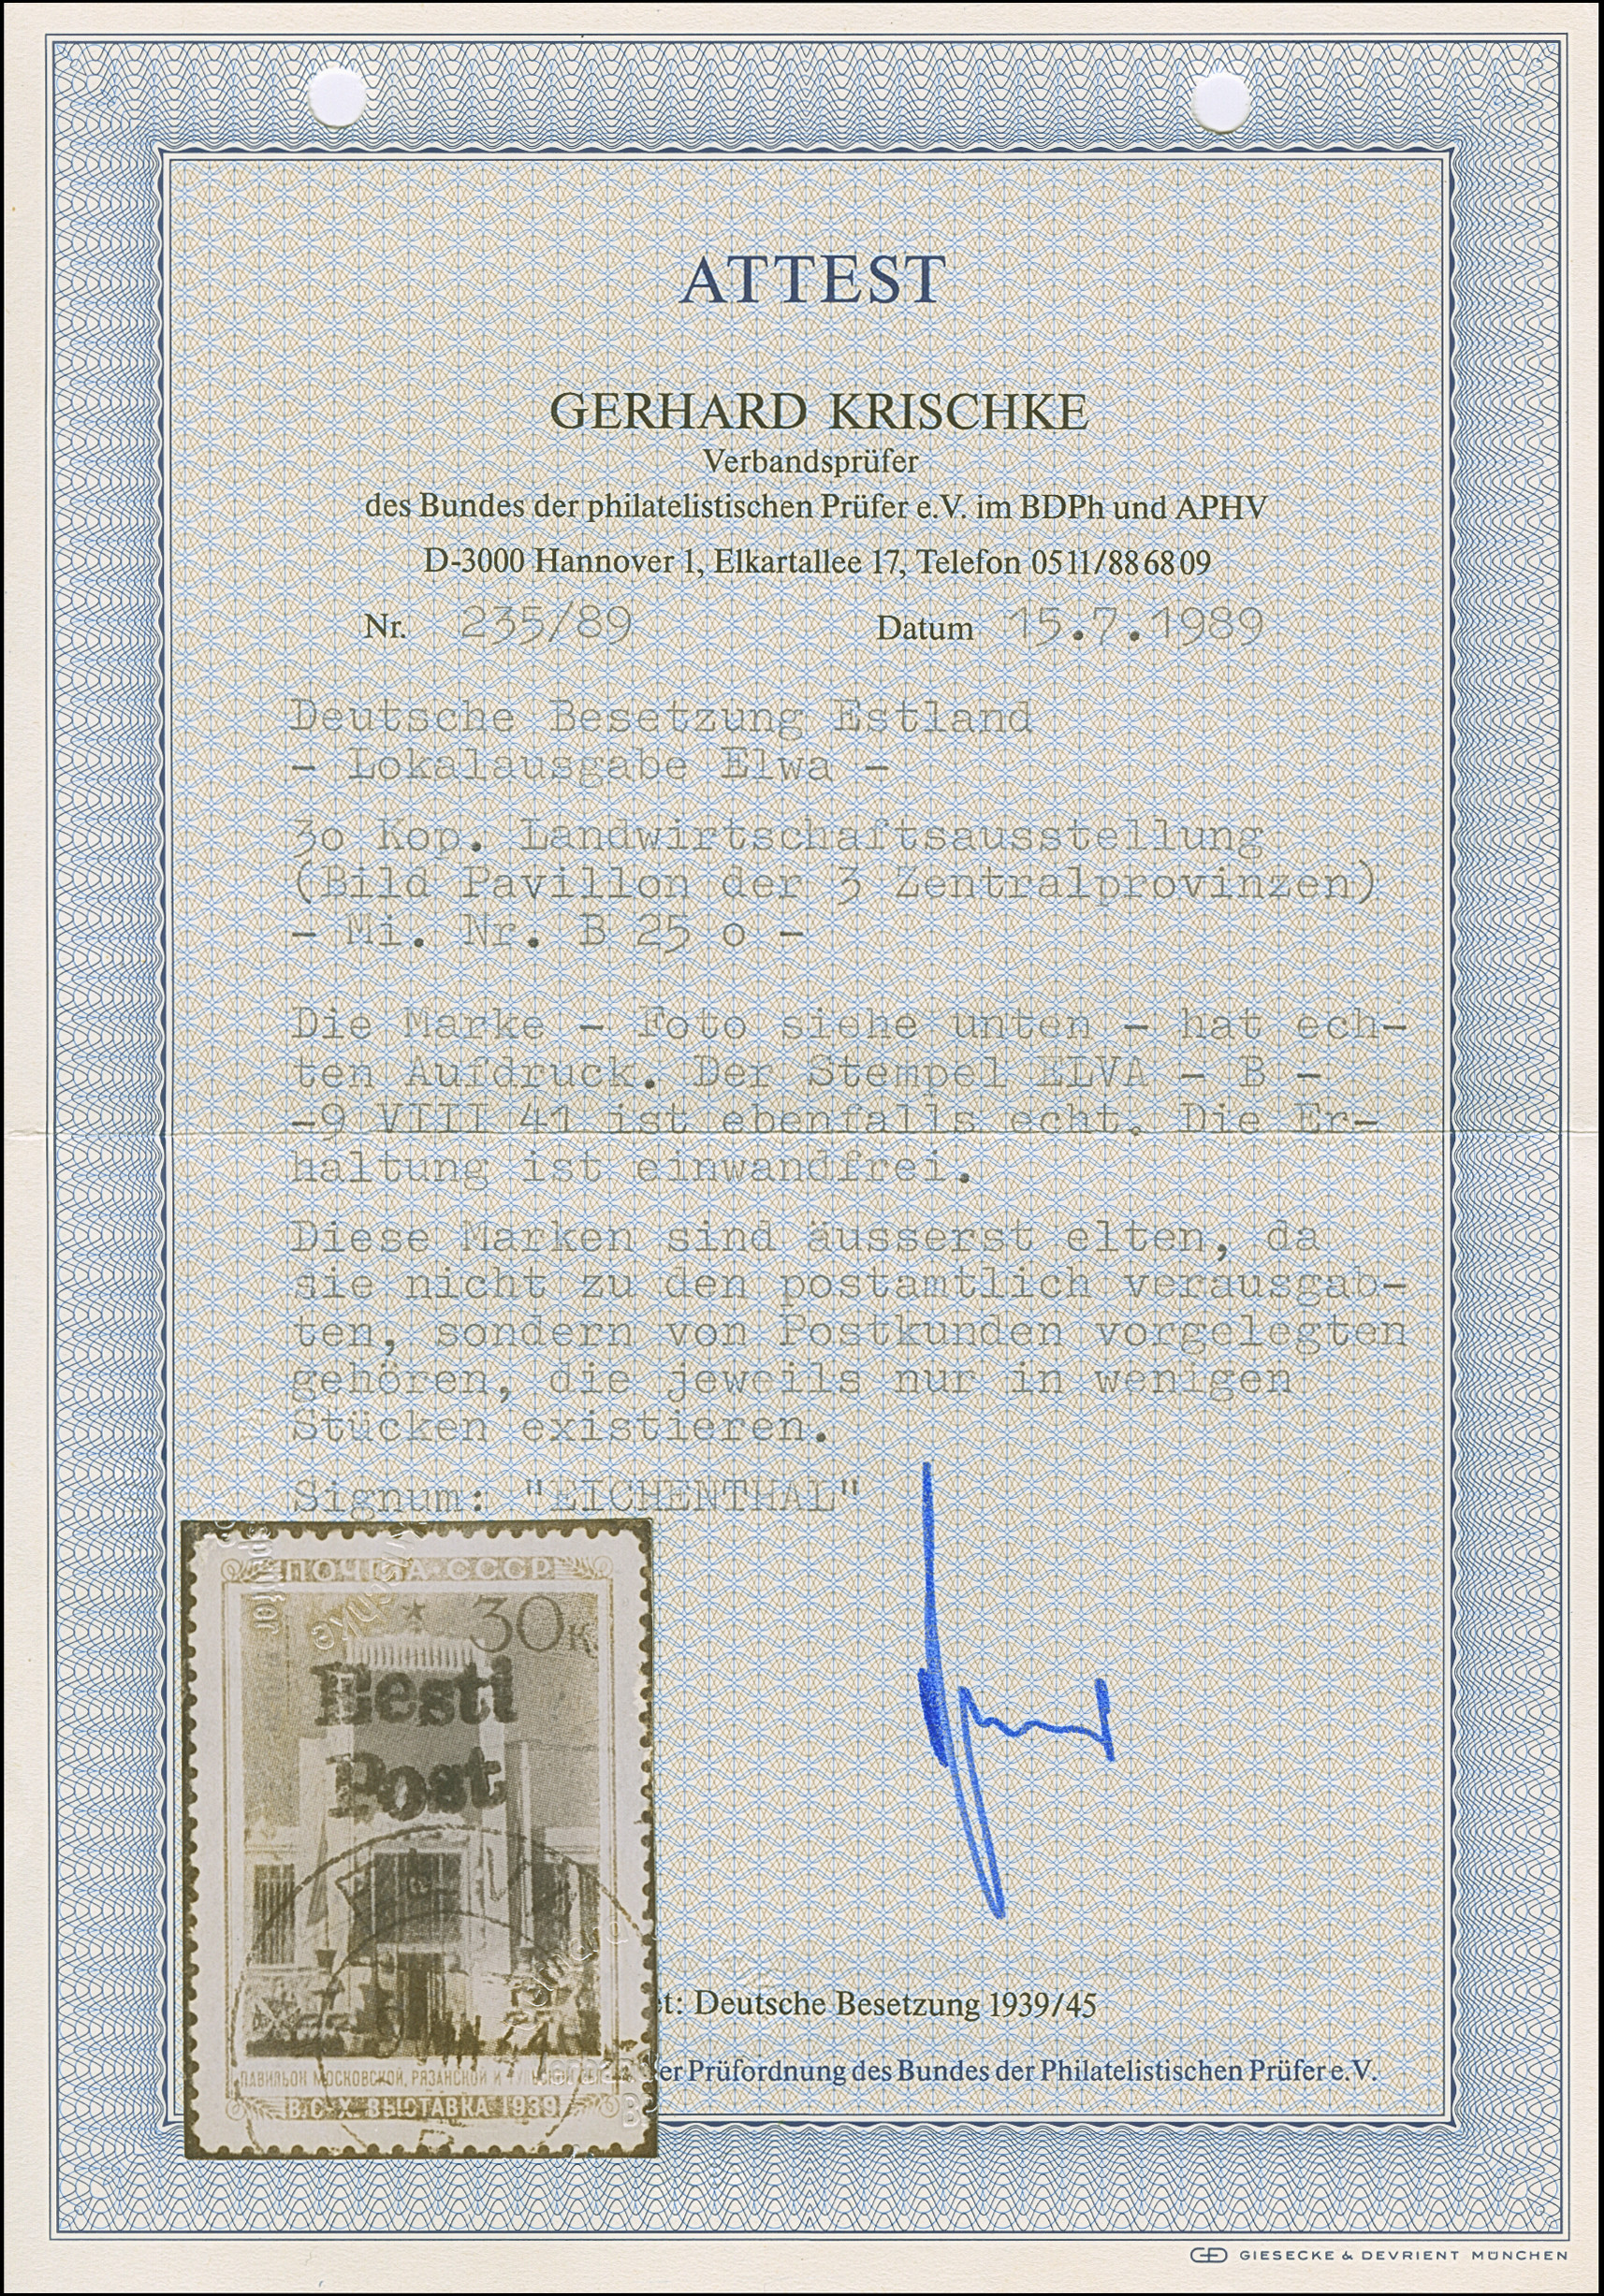 ATTEST
GERHARD KRISCHKE
Verbandsprüfer
des Bundes der philatelistischen Prüfer e.V. im BDPh und APHV
D-3000 Hannover 1, Elkartallee 17, Telefon 0511/886809
Nr. 235/89 Datum 15.7.1989
Deutsche Besetzung Estland
- Lokalausgabe Elwa -
3o Kop. Landwirtschaftsausstellung
(Bild Pavillon der 3 Zentralprovinzen)
- Mi. Nr. B 25 o -
Die Marke - Foto siehe unten - hat ech-
ten Aufdruck. Der Stempel ELVA - B -
-9 VIII 41 ist ebenfalls echt. Die Er-
haltung ist einwandfrei.
Diese Marken sind äusserst elten, da
sie nicht zu den postamtlich verausgab-
ten, sondern von Postkunden vorgelegten
gehören, die jeweils nur in wenigen
Stücken existieren.
Signum: "EICHENTHAL"
ПОЧТА СССР
30 к.
Eesti
Post
ПАВИЛЬОН МОСКОВСКОЙ, РЯЗАНСКОЙ И
В.С-Х. ВЫСТАВКА 1939
t: Deutsche Besetzung 1939/45
er Prüfordnung des Bundes der Philatelistischen Prüfer e.V.
GIESECKE & DEVRIENT MÜNCHEN